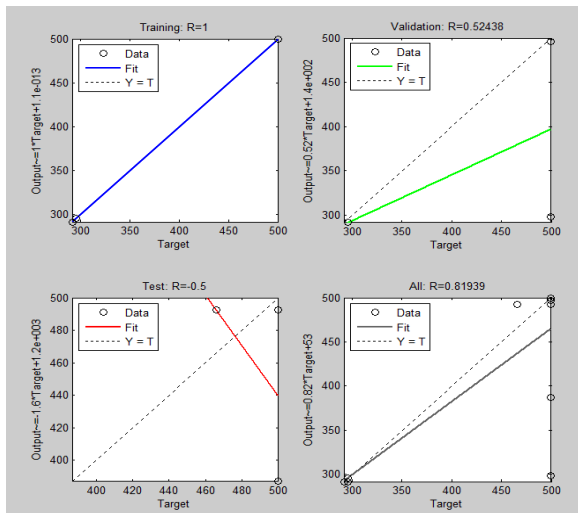 Training: R=1
Output~=1*Target+1.1e-013
500
450
400
350
300
Data
Fit
Y = T
300
350
400
450
500
Target
Validation: R=0.52438
Output~=0.52*Target+1.4e+002
500
450
400
350
300
Data
Fit
Y = T
300
350
400
450
500
Target
Test: R=-0.5
Output~=-1.6*Target+1.2e+003
500
480
460
440
420
400
Data
Fit
Y = T
400
420
440
460
480
500
Target
All: R=0.81939
Output~=0.82*Target+53
500
450
400
350
300
Data
Fit
Y = T
300
350
400
450
500
Target